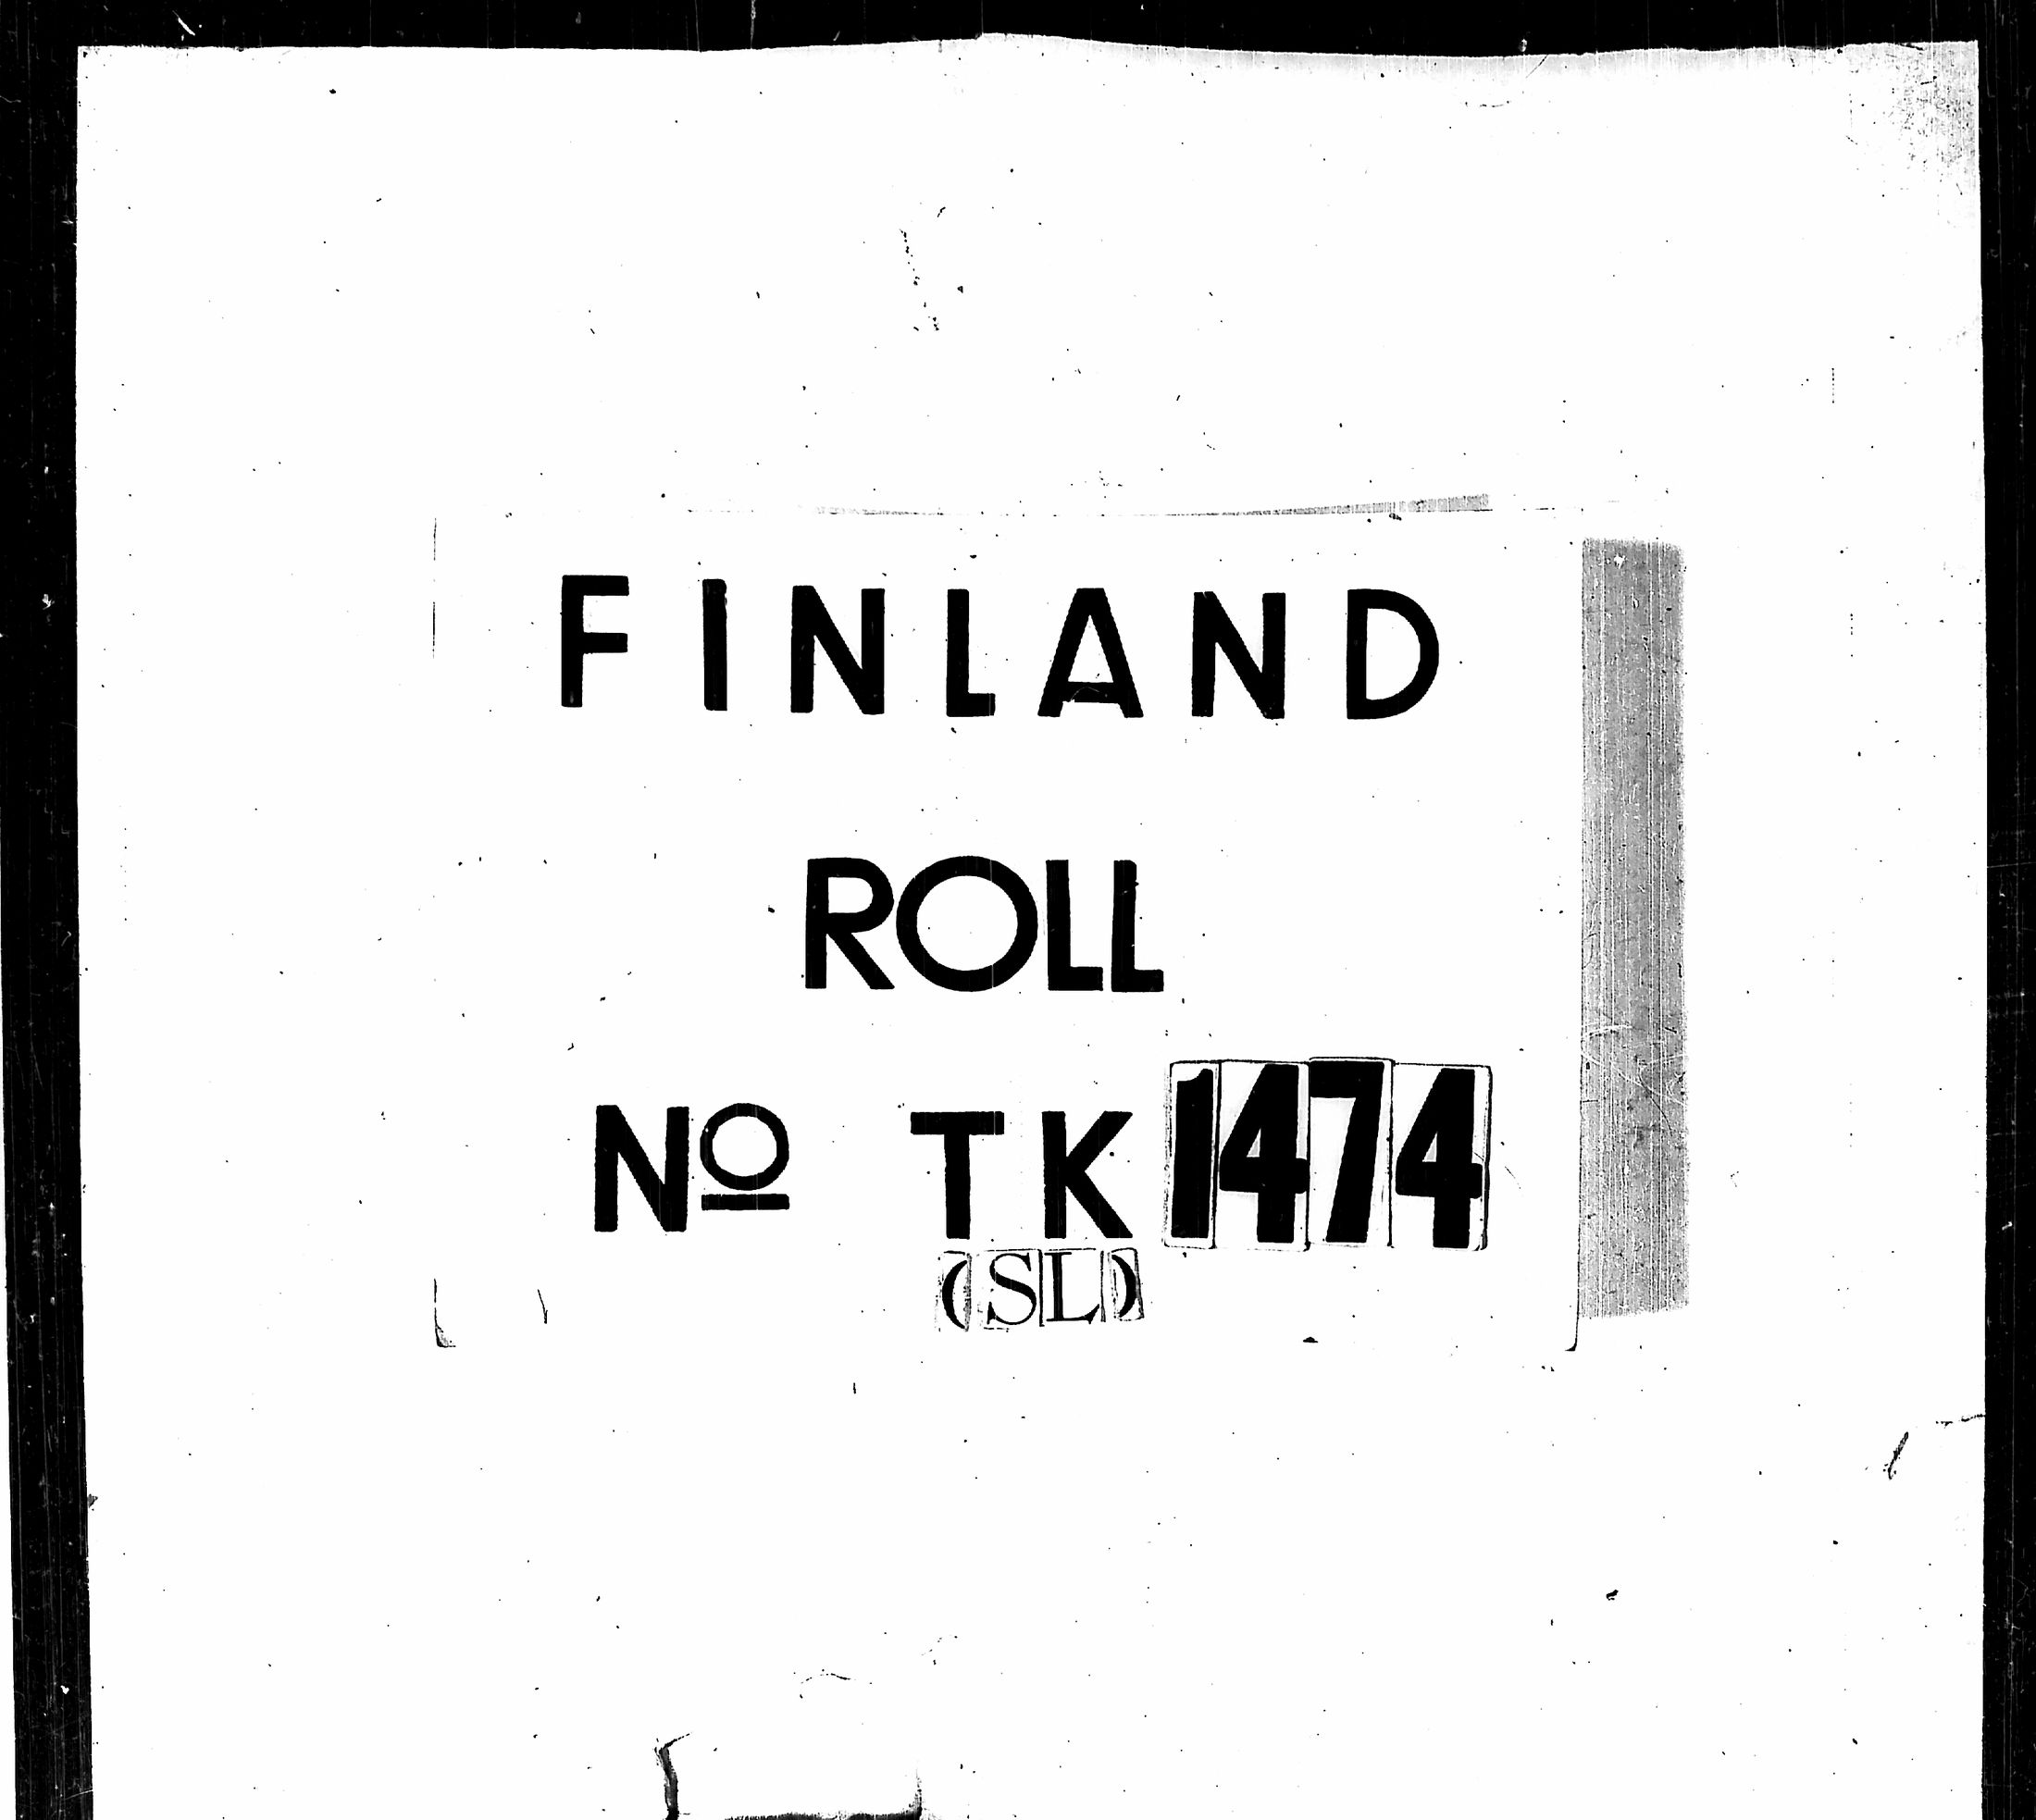 FINLAND
ROLL
Nº TK 1474
(SL)